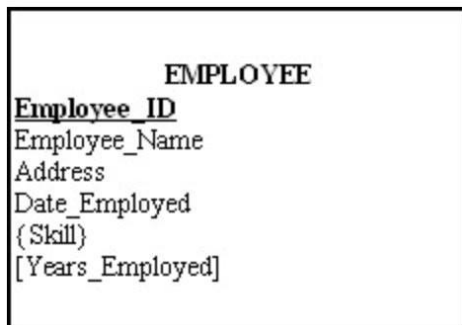 EMPLOYEE
Employee_ID
Employee_Name
Address
Date_Employed
{Skill}
[Years_Employed]